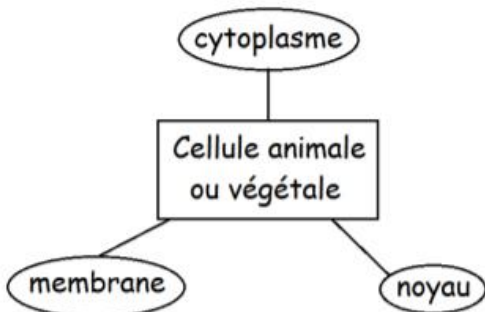 cytoplasme
Cellule animale
ou végétale
membrane
noyau